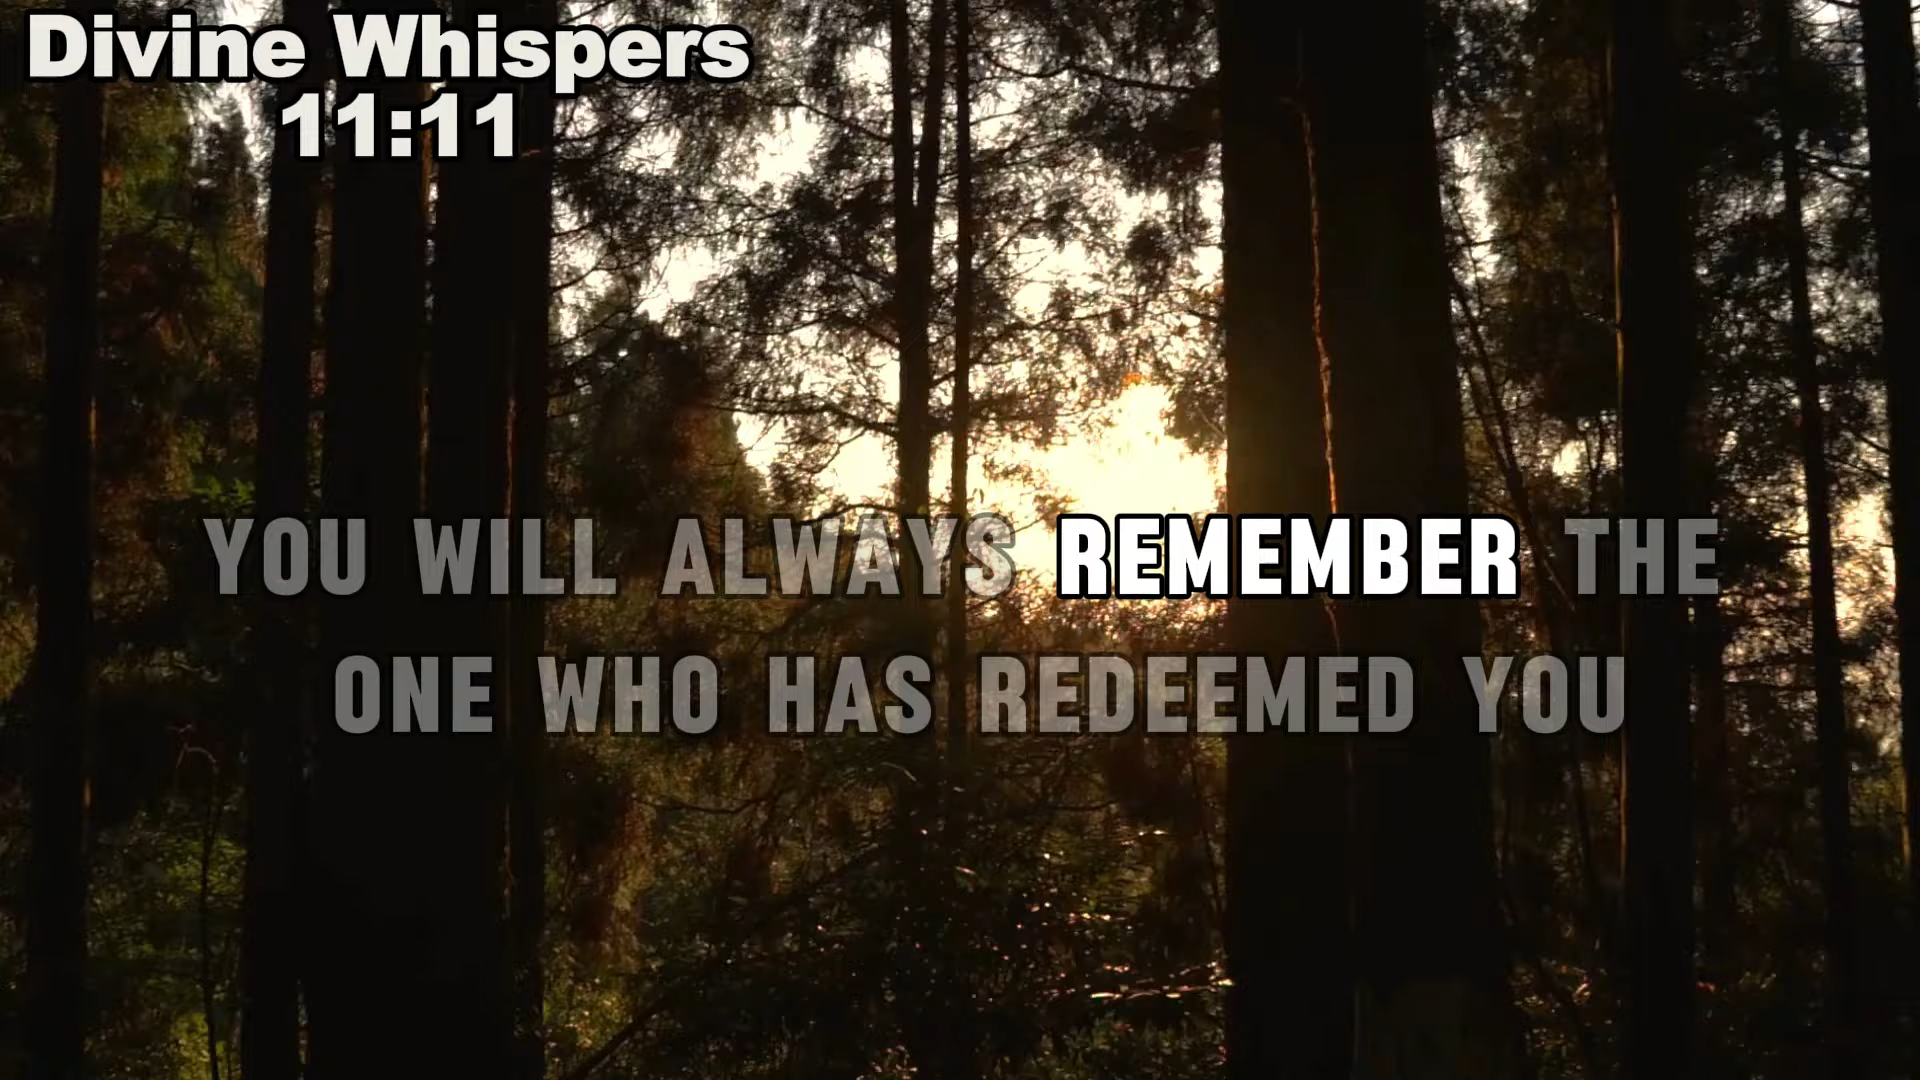 Divine Whispers
11:11
YOU WILL ALWAYS REMEMBER THE
ONE WHO HAS REDEEMED YOU